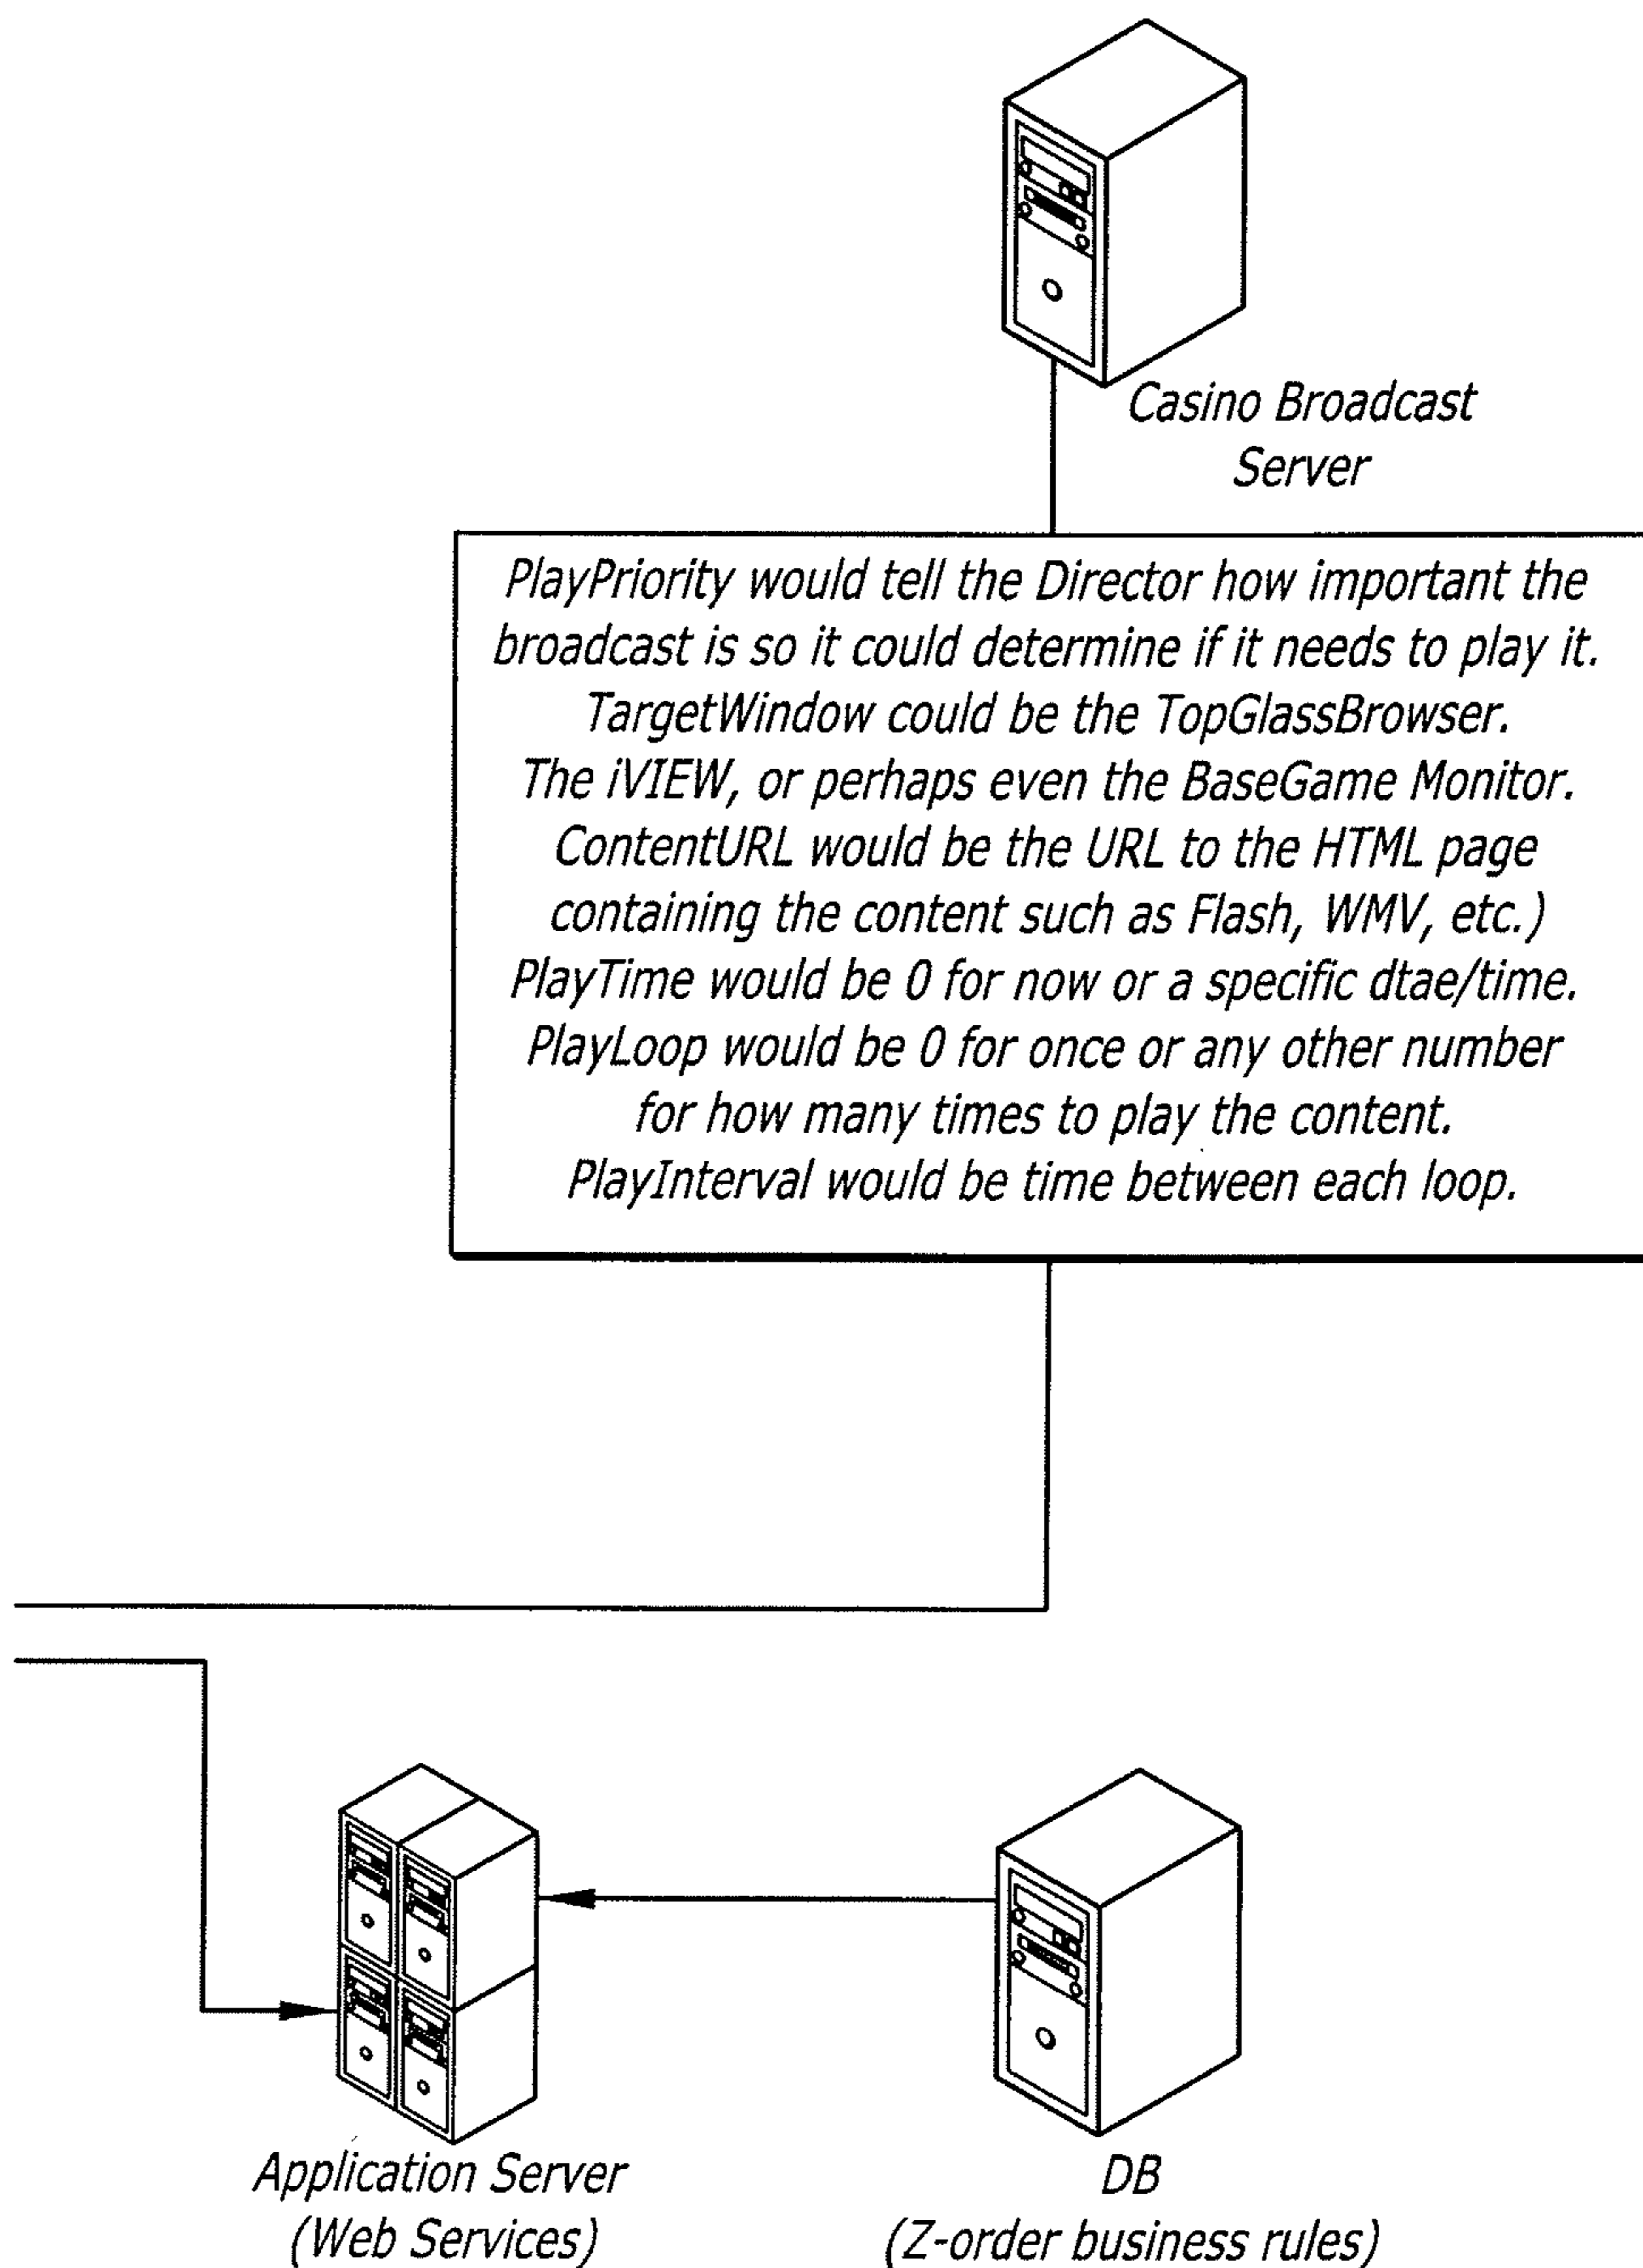 Casino Broadcast
Server
PlayPriority would tell the Director how important the
broadcast is so it could determine if it needs to play it.
TargetWindow could be the TopGlassBrowser.
The iVIEW, or perhaps even the BaseGame Monitor.
ContentURL would be the URL to the HTML page
containing the content such as Flash, WMV, etc.)
PlayTime would be 0 for now or a specific dtae/time.
PlayLoop would be 0 for once or any other number
for how many times to play the content.
PlayInterval would be time between each loop.
Application Server
(Web Services)
DB
(Z-order business rules)